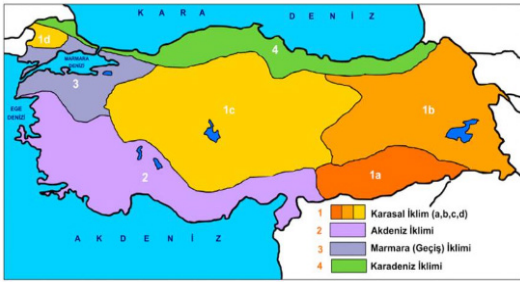 KARA DENİZ
1d
MARMARA
DENİZİ
4
3
EGE
DENİZİ
1c
1b
2
1a
1 Karasal İklim (a,b,c,d)
2 Akdeniz İklimi
3 Marmara (Geçiş) İklimi
4 Karadeniz İklimi
AKDENİZ